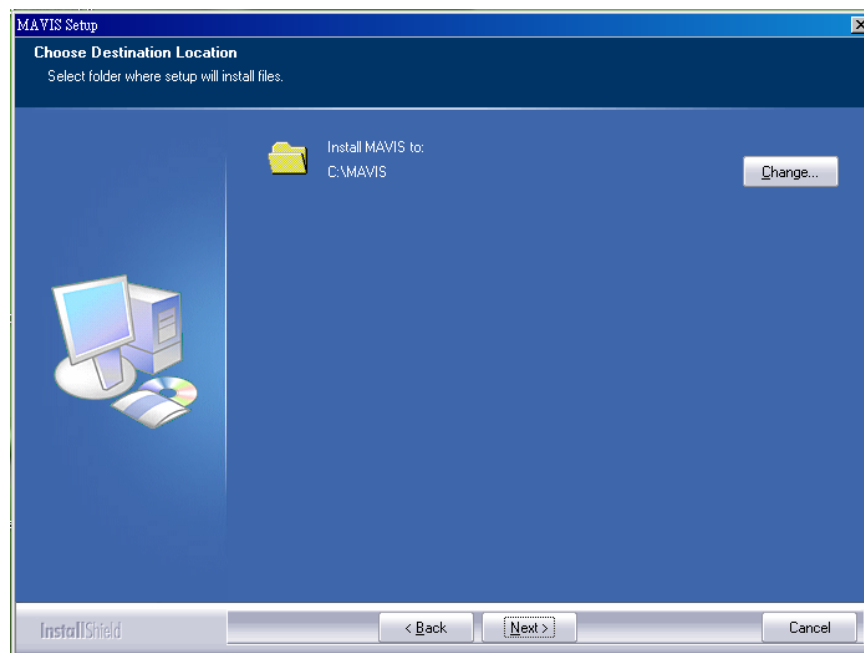 MAVIS Setup
Choose Destination Location
Select folder where setup will install files.
Install MAVIS to:
C:\MAVIS
Change...
InstallShield
< Back
Next >
Cancel